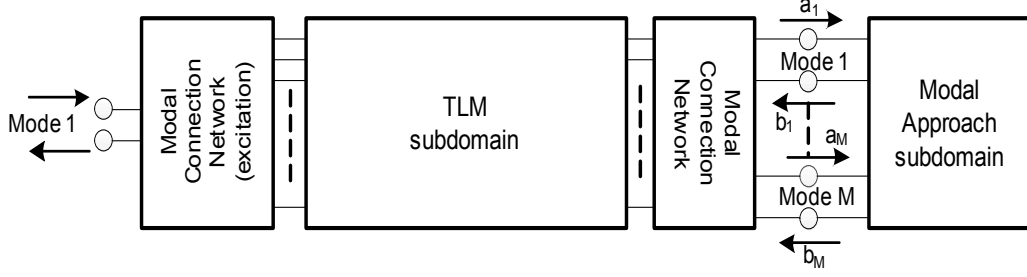 Mode 1
Modal
Connection
Network
(excitation)
TLM
subdomain
Modal
Connection
Network
a1
Mode 1
b1
aM
Mode M
bM
Modal
Approach
subdomain